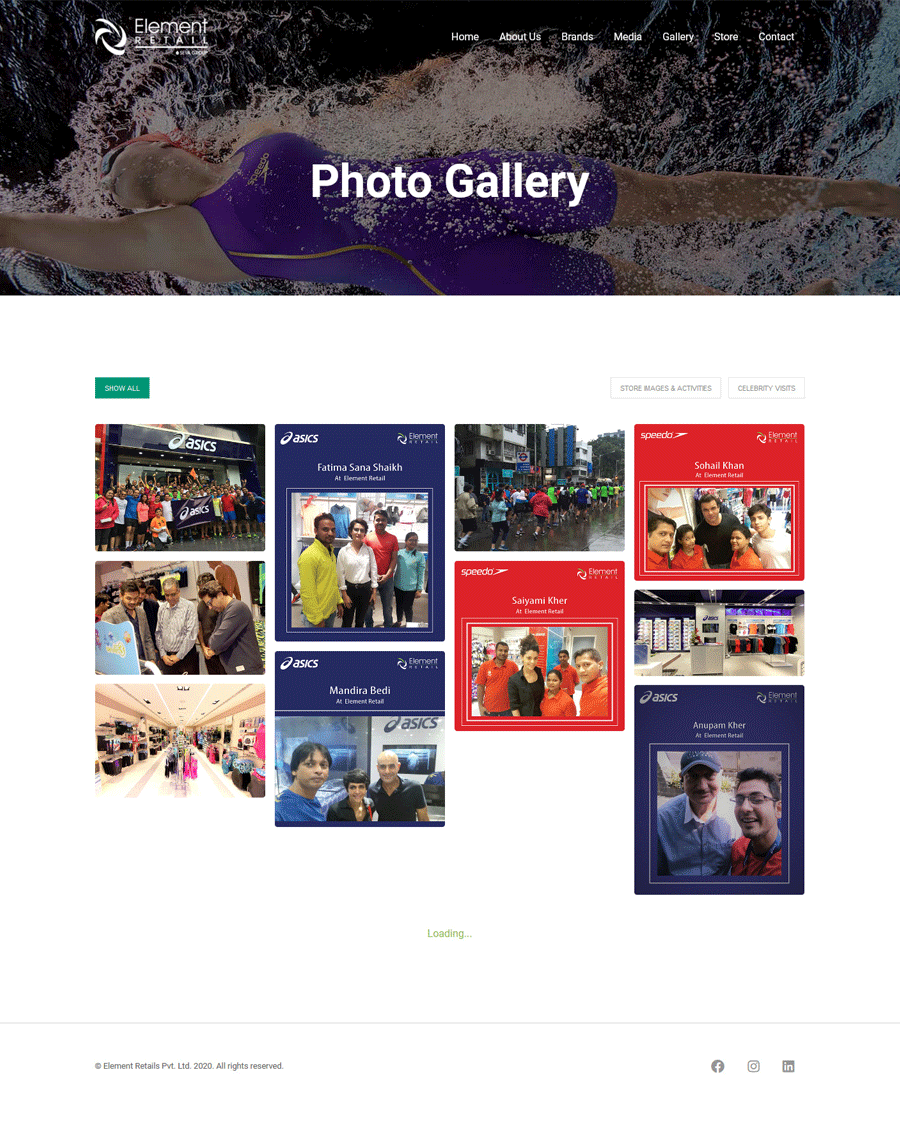 Element
RETAIL
Home About Us Brands Media Gallery Store Contact
Photo Gallery
SHOW ALL
STORE IMAGES & ACTIVITIES CELEBRITY VISITS
asics
asics
asics
Element
RETAIL
Fatima Sana Shaikh
At Element Retail
speedo
Element
RETAIL
Sohail Khan
At Element Retail
speedo
Element
RETAIL
Saiyami Kher
At Element Retail
asics
asics
Element
RETAIL
Mandira Bedi
At Element Retail
asics
asics
Element
RETAIL
Anupam Kher
At Element Retail
Loading...
© Element Retails Pvt. Ltd. 2020. All rights reserved.